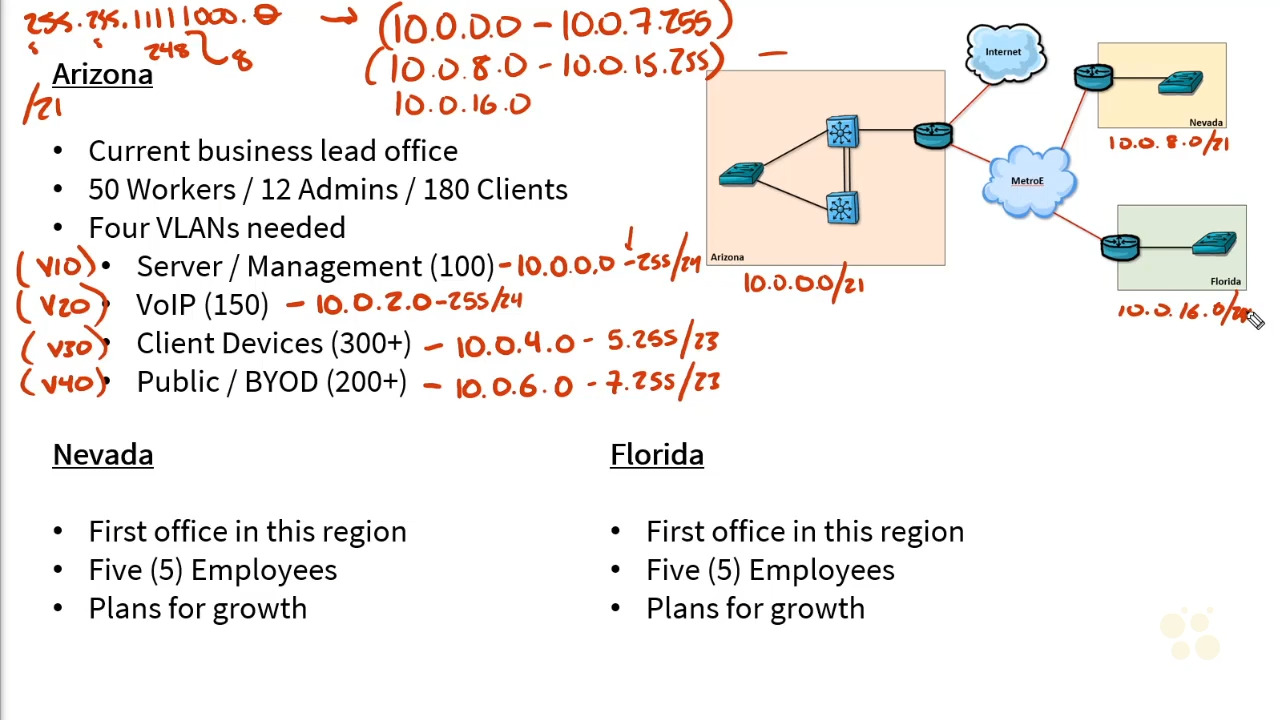 255.255.11111000.0 → (10.0.0.0 - 10.0.7.255)
8 8 248 8
(10.0.8.0 - 10.0.15.255) -
10.0.16.0
Arizona
/21
• Current business lead office
• 50 Workers / 12 Admins / 180 Clients
• Four VLANs needed
(V10) • Server / Management (100) - 10.0.0.0 - 255/24
(V20) • VoIP (150) - 10.0.2.0 - 255/24
(V30) • Client Devices (300+) - 10.0.4.0 - 5.255/23
(V40) • Public / BYOD (200+) - 10.0.6.0 - 7.255/23
Internet
Nevada
10.0.8.0/21
MetroE
Arizona
10.0.0.0/21
Florida
10.0.16.0/
Nevada
• First office in this region
• Five (5) Employees
• Plans for growth
Florida
• First office in this region
• Five (5) Employees
• Plans for growth